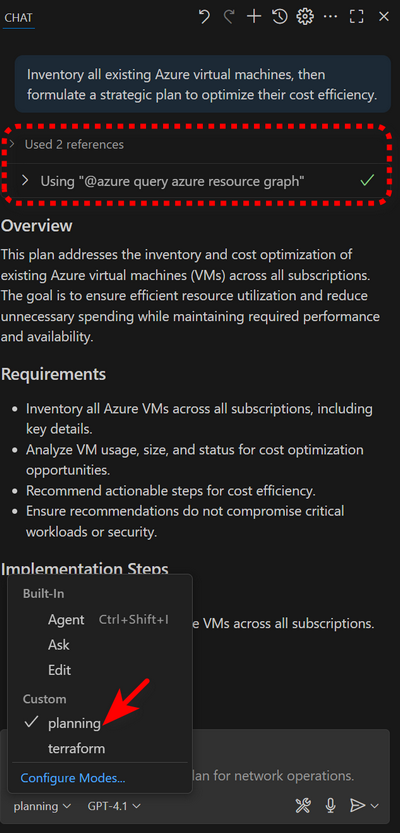 CHAT
Inventory all existing Azure virtual machines, then
formulate a strategic plan to optimize their cost efficiency.
Used 2 references
Using "@azure query azure resource graph"
Overview
This plan addresses the inventory and cost optimization of
existing Azure virtual machines (VMs) across all subscriptions.
The goal is to ensure efficient resource utilization and reduce
unnecessary spending while maintaining required performance
and availability.
Requirements
• Inventory all Azure VMs across all subscriptions, including
key details.
• Analyze VM usage, size, and status for cost optimization
opportunities.
• Recommend actionable steps for cost efficiency.
• Ensure recommendations do not compromise critical
workloads or security.
Implementation Steps
Built-In
Agent Ctrl+Shift+I
VMs across all subscriptions.
Ask
Edit
Custom
planning
terraform
Configure Modes...
for network operations.
planning GPT-4.1